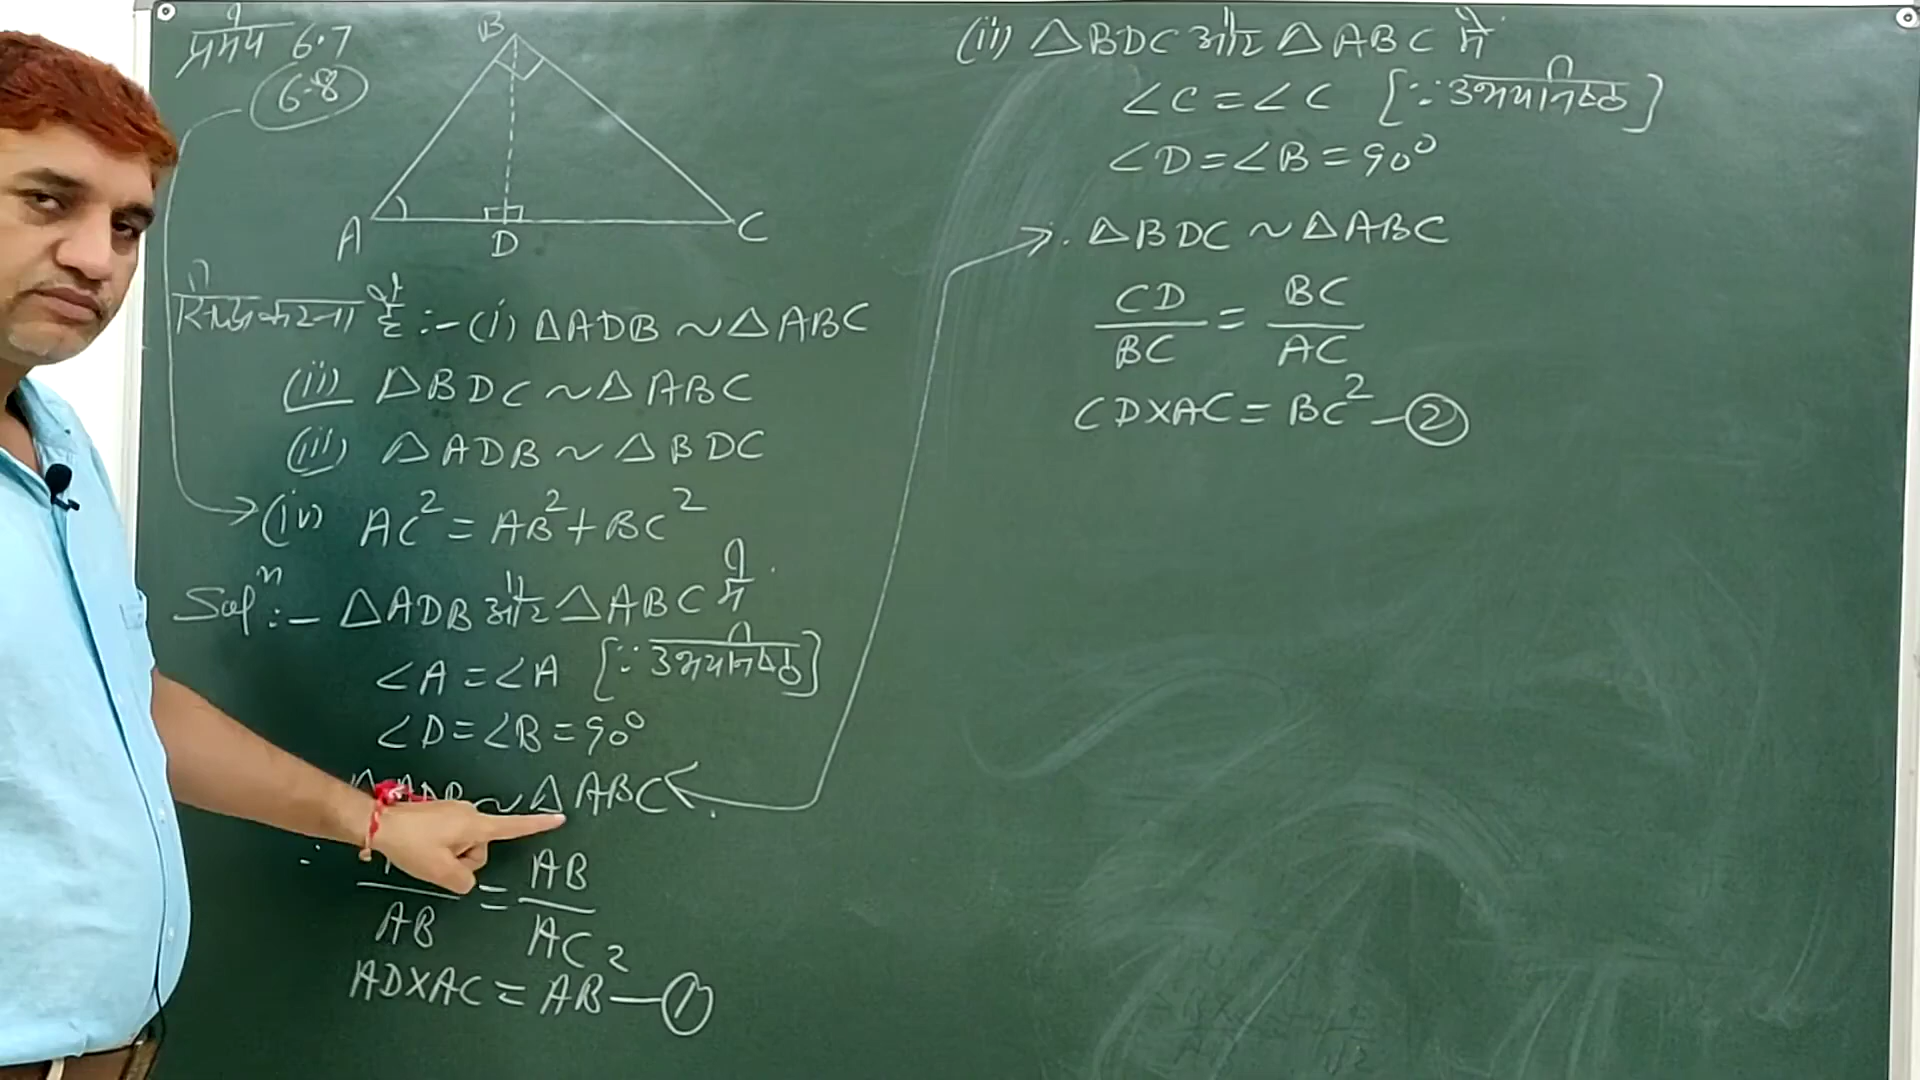 प्रमेय 6.7
6.8
B
A
D
C
सिद्ध करना है :- (i) △ADB ~ △ABC
(ii) △BDC ~ △ABC
(iii) △ADB ~ △BDC
(iv) AC² = AB² + BC²
Solⁿ :- △ADB और △ABC में
∠A = ∠A [∵ उभयनिष्ठ]
∠D = ∠B = 90°
~ △ABC
∴ /AB = AB/AC
AD×AC = AB² — ①
(ii) △BDC और △ABC में
∠C = ∠C [∵ उभयनिष्ठ]
∠D = ∠B = 90°
∴ △BDC ~ △ABC
CD/BC = BC/AC
CD×AC = BC² — ②